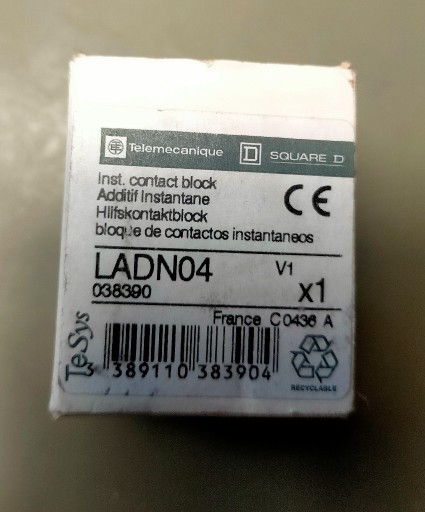 Telemecanique SQUARE D
Inst. contact block
Additif Instantane
Hilfskontaktblock
bloque de contactos instantaneos
CE
LADN04 V1
038390 x1
France C0436 A
TeSys
3 389110 383904
RECYCLABLE